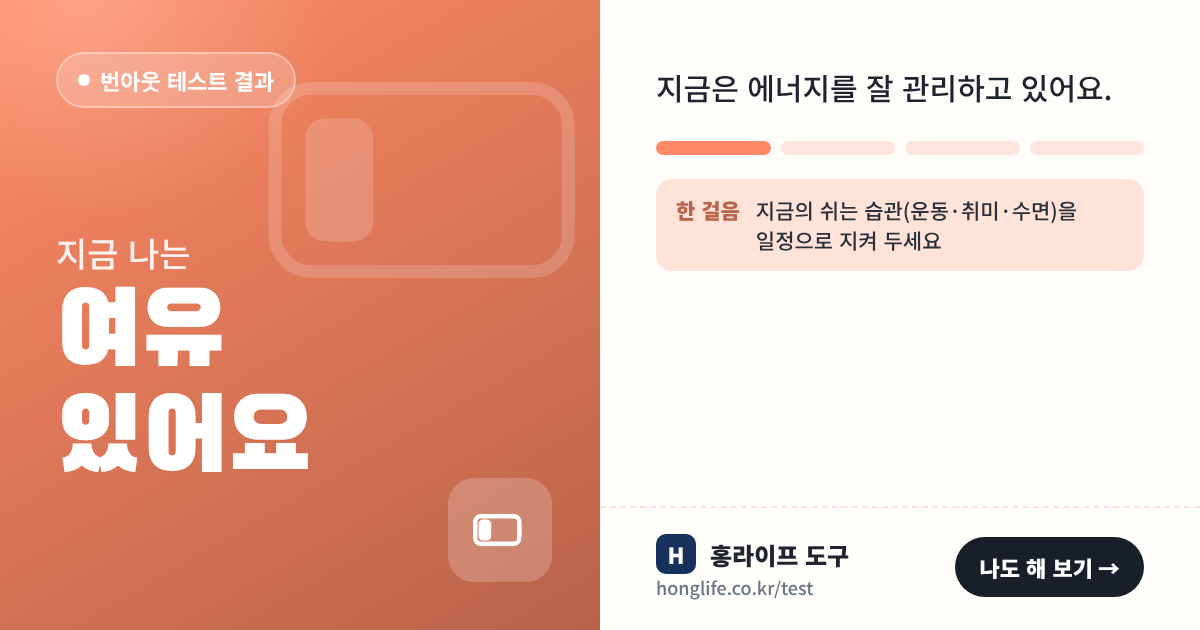 번아웃 테스트 결과
지금 나는
여유
있어요
지금은 에너지를 잘 관리하고 있어요.
한 걸음 지금의 쉬는 습관(운동·취미·수면)을
일정으로 지켜 두세요
H 홍라이프 도구
honglife.co.kr/test
나도 해 보기 →